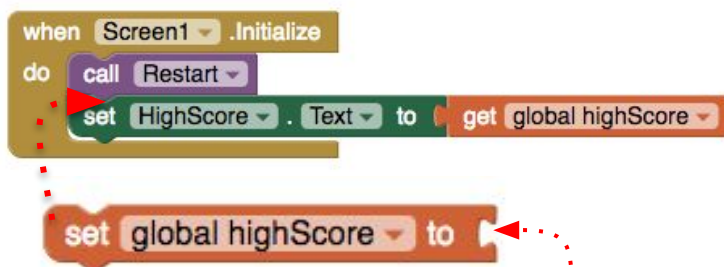 when Screen1 .Initialize
do call Restart
set HighScore . Text to get global highScore
set global highScore to